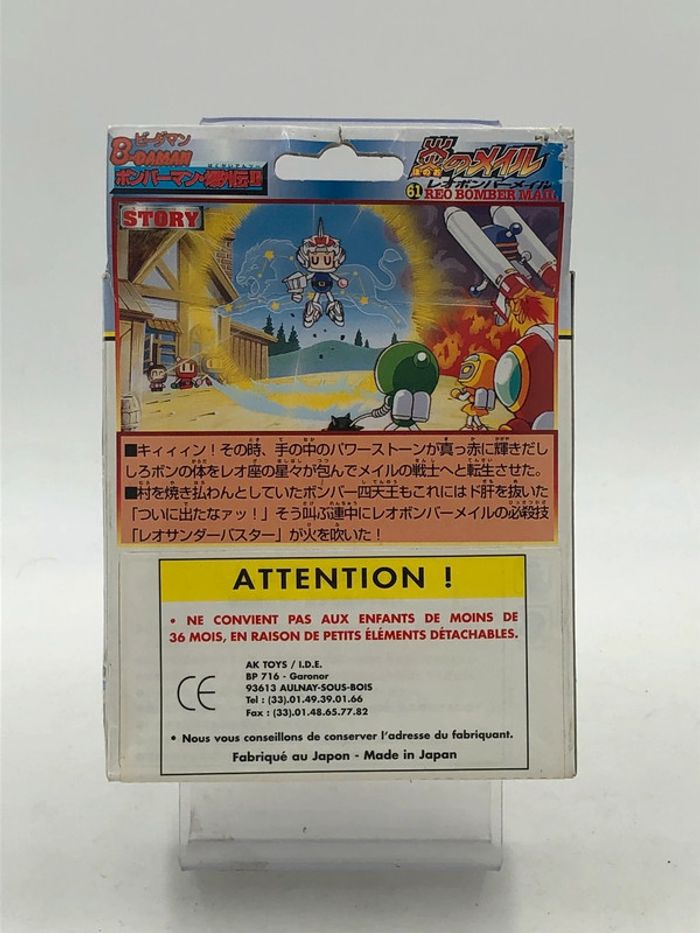 ビーダマン
B-DAMAN
ボンバーマン・爆外伝II
炎のメイル
ほのお
レオボンバーメイル
61 REO BOMBER MAIL
STORY
■キィィィン！その時、手の中のパワーストーンが真っ赤に輝きだし
しろボンの体をレオ座の星々が包んでメイルの戦士へと転生させた。
■村を焼き払わんとしていたボンバー四天王もこれにはド肝を抜いた
「ついに出たなァッ！」そう叫ぶ連中にレオボンバーメイルの必殺技
「レオサンダーバスター」が火を吹いた！
ATTENTION !
• NE CONVIENT PAS AUX ENFANTS DE MOINS DE
36 MOIS, EN RAISON DE PETITS ÉLÉMENTS DÉTACHABLES.
CE
AK TOYS / I.D.E.
BP 716 - Garonor
93613 AULNAY-SOUS-BOIS
Tel : (33).01.49.39.01.66
Fax : (33).01.48.65.77.82
• Nous vous conseillons de conserver l'adresse du fabriquant.
Fabriqué au Japon - Made in Japan